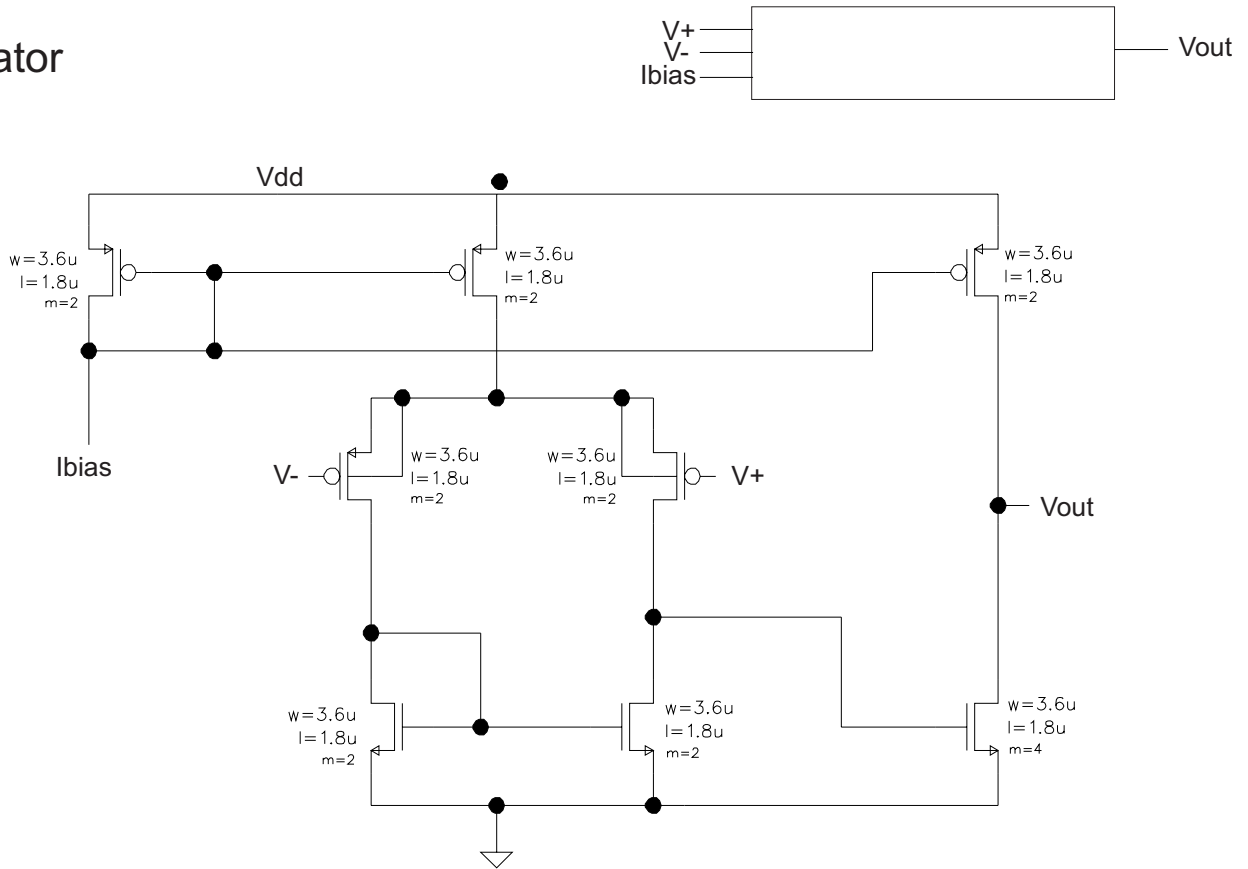 ator
V+
V-
Ibias
Vout
Vdd
w=3.6u
l=1.8u
m=2
w=3.6u
l=1.8u
m=2
w=3.6u
l=1.8u
m=2
Ibias
V-
w=3.6u
l=1.8u
m=2
w=3.6u
l=1.8u
m=2
V+
Vout
w=3.6u
l=1.8u
m=2
w=3.6u
l=1.8u
m=2
w=3.6u
l=1.8u
m=4